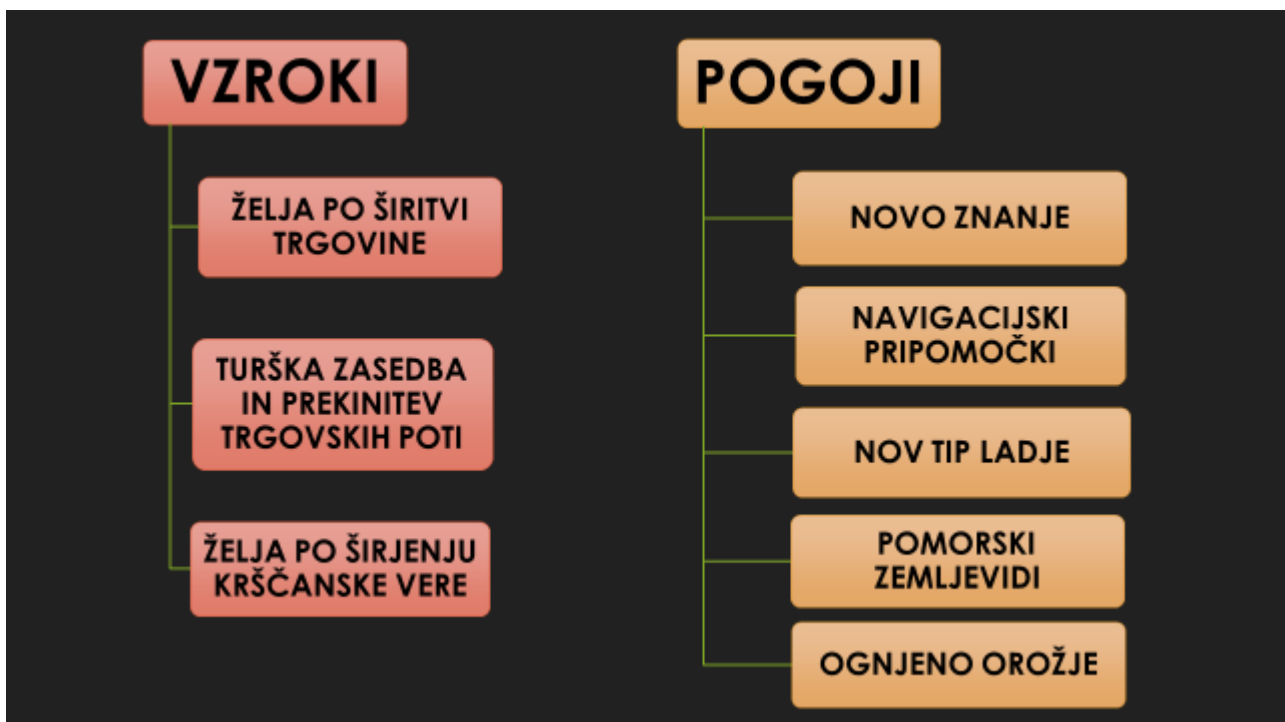 VZROKI
ŽELJA PO ŠIRITVI
TRGOVINE
TURŠKA ZASEDBA
IN PREKINITEV
TRGOVSKIH POTI
ŽELJA PO ŠIRJENJU
KRŠČANSKE VERE
POGOJI
NOVO ZNANJE
NAVIGACIJSKI
PRIPOMOČKI
NOV TIP LADJE
POMORSKI
ZEMLJEVIDI
OGNJENO OROŽJE